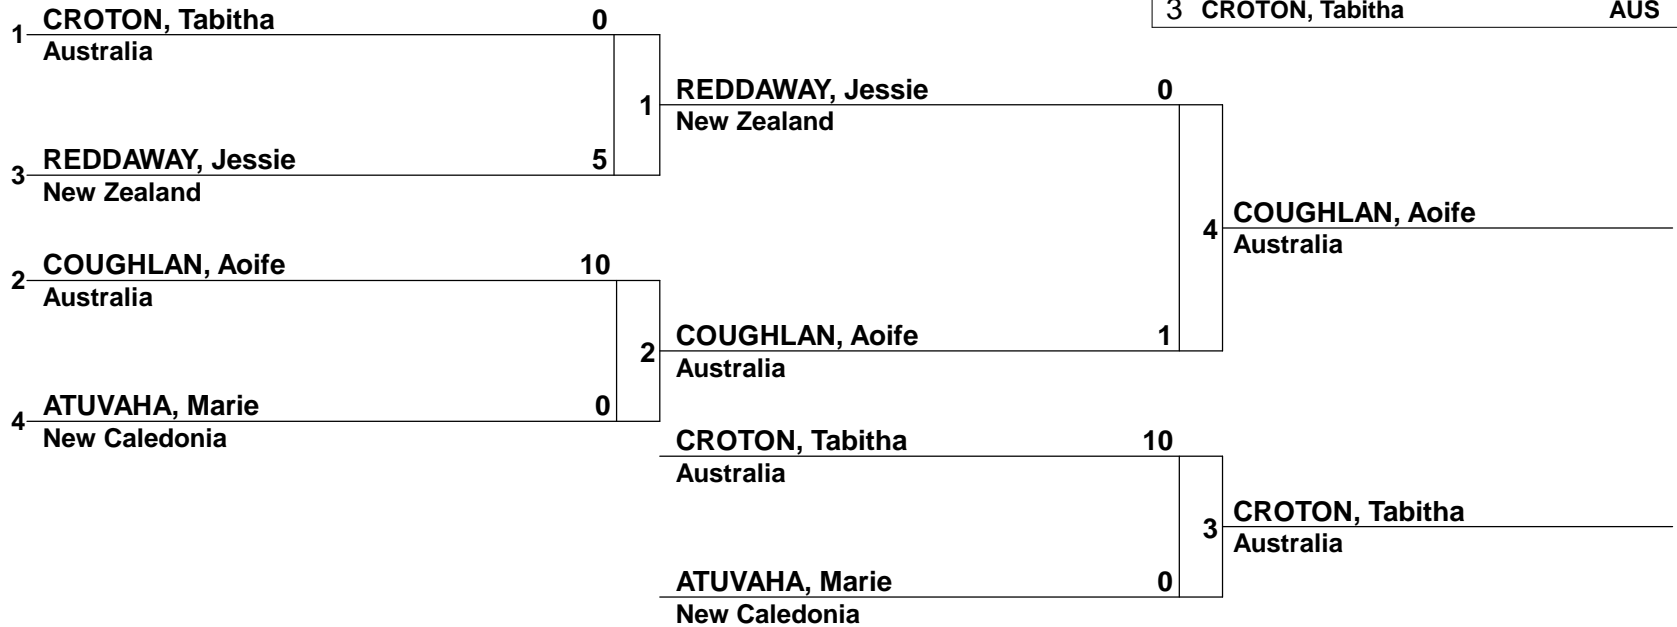 3 CROTON, Tabitha AUS
CROTON, Tabitha 0
1
Australia
REDDAWAY, Jessie 0
1
New Zealand
REDDAWAY, Jessie 5
3
New Zealand
COUGHLAN, Aoife
4
Australia
COUGHLAN, Aoife 10
2
Australia
COUGHLAN, Aoife 1
2
Australia
ATUVAHA, Marie 0
4
New Caledonia
CROTON, Tabitha 10
Australia
CROTON, Tabitha
3
Australia
ATUVAHA, Marie 0
New Caledonia